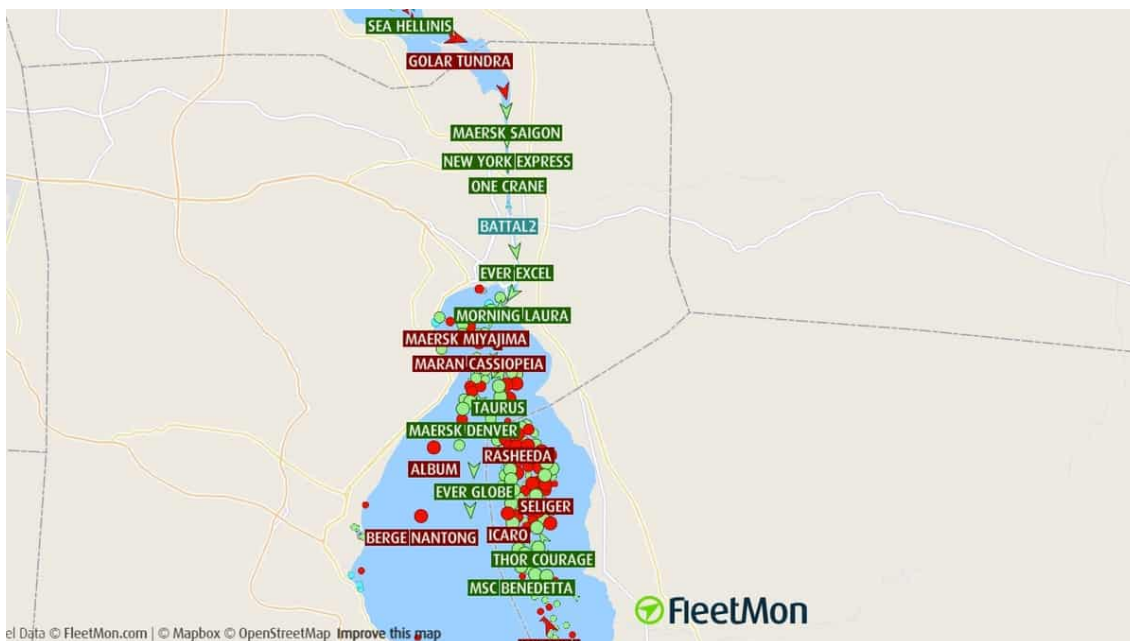 SEA HELLINIS
GOLAR TUNDRA
MAERSK SAIGON
NEW YORK EXPRESS
ONE CRANE
BATTAL2
EVER EXCEL
MORNING LAURA
MAERSK MIYAJIMA
MARAN CASSIOPEIA
TAURUS
MAERSK DENVER
RASHEEDA
ALBUM
EVER GLOBE
SELIGER
BERGE NANTONG
ICARO
THOR COURAGE
MSC BENEDETTA
FleetMon
el Data © FleetMon.com | © Mapbox © OpenStreetMap Improve this map